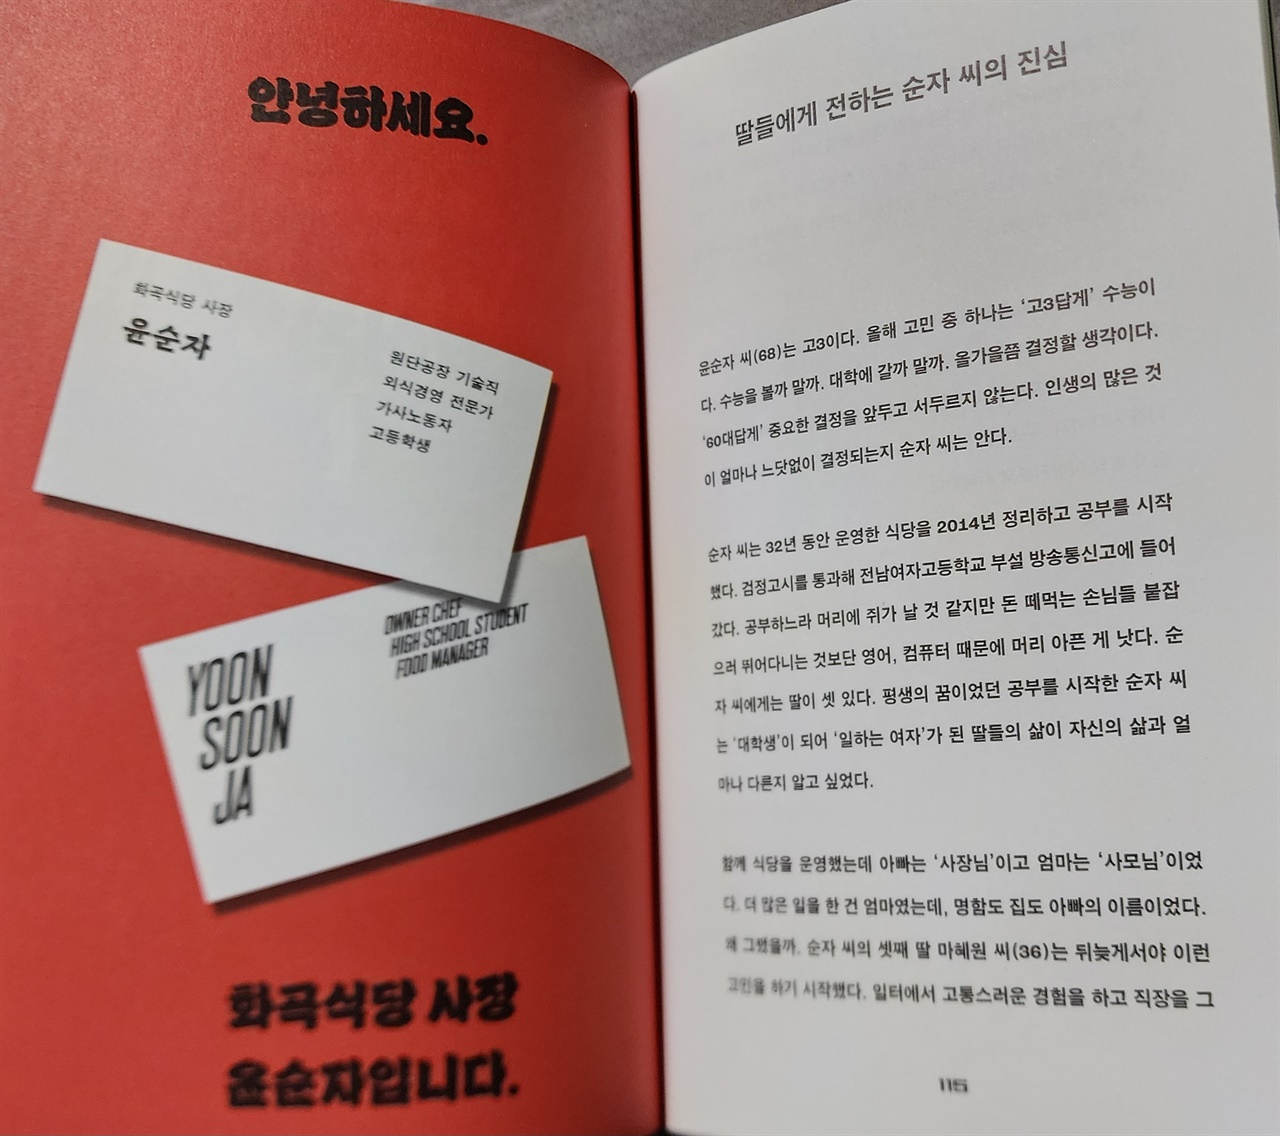 안녕하세요.
화곡식당 사장
윤순자
원단공장 기술직
외식경영 전문가
가사노동자
고등학생
YOON
SOON
JA
OWNER CHEF
HIGH SCHOOL STUDENT
FOOD MANAGER
화곡식당 사장
윤순자입니다.
딸들에게 전하는 순자 씨의 진심
윤순자 씨(68)는 고3이다. 올해 고민 중 하나는 ‘고3답게’ 수능이
다. 수능을 볼까 말까. 대학에 갈까 말까. 올가을쯤 결정할 생각이다.
‘60대답게’ 중요한 결정을 앞두고 서두르지 않는다. 인생의 많은 것
이 얼마나 느닷없이 결정되는지 순자 씨는 안다.
순자 씨는 32년 동안 운영한 식당을 2014년 정리하고 공부를 시작
했다. 검정고시를 통과해 전남여자고등학교 부설 방송통신고에 들어
갔다. 공부하느라 머리에 쥐가 날 것 같지만 돈 떼먹는 손님들 붙잡
으러 뛰어다니는 것보단 영어, 컴퓨터 때문에 머리 아픈 게 낫다. 순
자 씨에게는 딸이 셋 있다. 평생의 꿈이었던 공부를 시작한 순자 씨
는 ‘대학생’이 되어 ‘일하는 여자’가 된 딸들의 삶이 자신의 삶과 얼
마나 다른지 알고 싶었다.
함께 식당을 운영했는데 아빠는 ‘사장님’이고 엄마는 ‘사모님’이었
다. 더 많은 일을 한 건 엄마였는데, 명함도 집도 아빠의 이름이었다.
왜 그랬을까. 순자 씨의 셋째 딸 마혜원 씨(36)는 뒤늦게서야 이런
고민을 하기 시작했다. 일터에서 고통스러운 경험을 하고 직장을 그
115